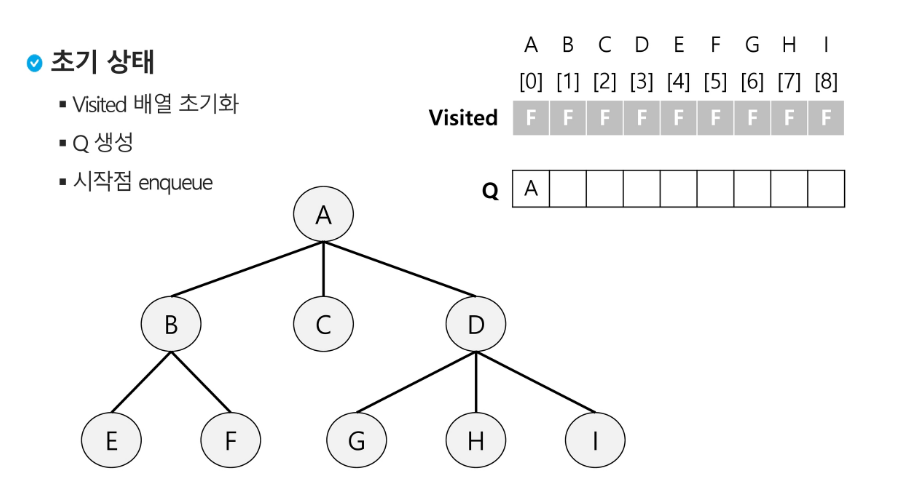 초기 상태
▪ Visited 배열 초기화
▪ Q 생성
▪ 시작점 enqueue
A B C D E F G H I
[0] [1] [2] [3] [4] [5] [6] [7] [8]
Visited F F F F F F F F F
Q A
A
B C D
E F G H I